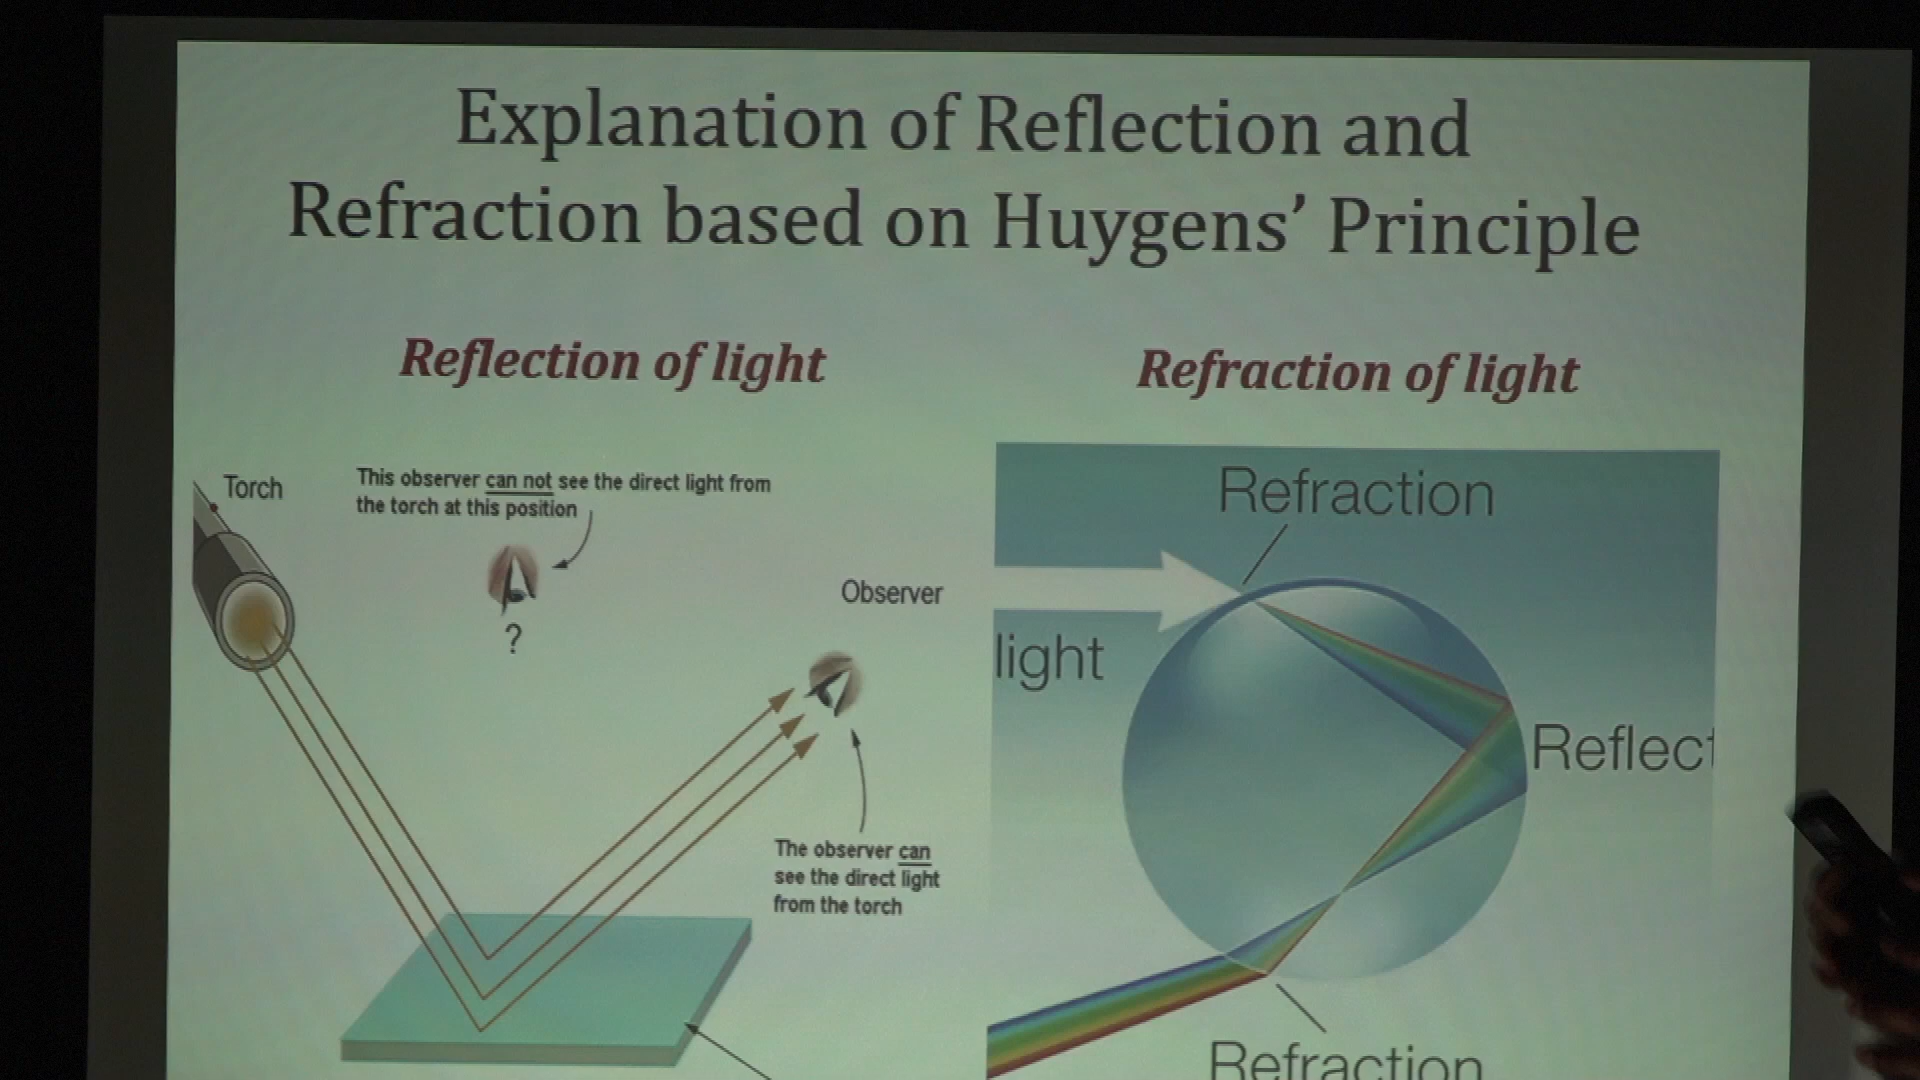 Explanation of Reflection and
Refraction based on Huygens’ Principle
Reflection of light
Torch
This observer can not see the direct light from
the torch at this position
?
Observer
The observer can
see the direct light
from the torch
Refraction of light
Refraction
light
Reflect
Refraction